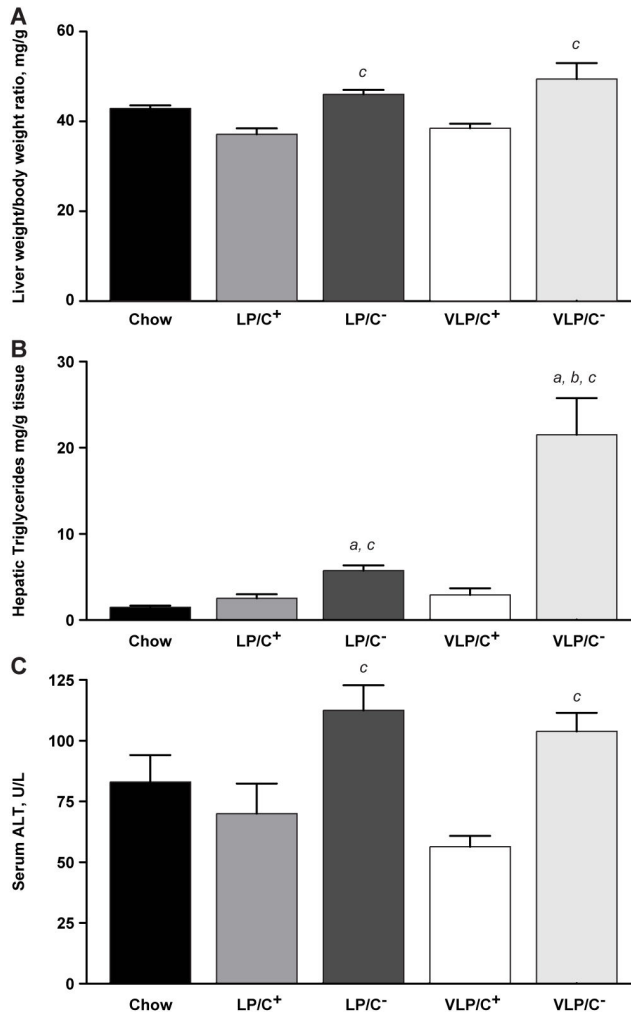 A
Liver weight/body weight ratio, mg/g
60
40
20
0
c
c
Chow
LP/C+
LP/C-
VLP/C+
VLP/C-
B
Hepatic Triglycerides mg/g tissue
30
20
10
0
a, c
a, b, c
Chow
LP/C+
LP/C-
VLP/C+
VLP/C-
C
Serum ALT, U/L
125
100
75
50
25
0
c
c
Chow
LP/C+
LP/C-
VLP/C+
VLP/C-